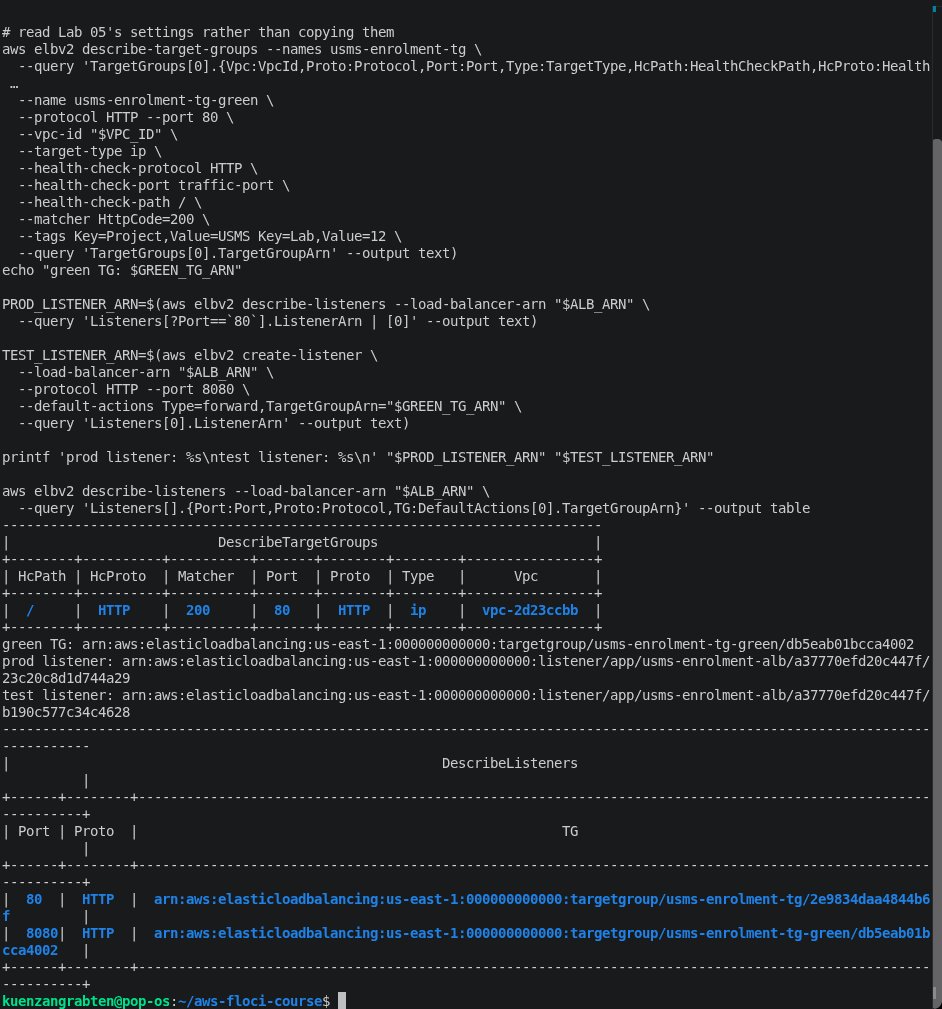 # read Lab 05's settings rather than copying them
aws elbv2 describe-target-groups --names usms-enrolment-tg \
  --query 'TargetGroups[0].{Vpc:VpcId,Proto:Protocol,Port:Port,Type:TargetType,HcPath:HealthCheckPath,HcProto:Health
 …
  --name usms-enrolment-tg-green \
  --protocol HTTP --port 80 \
  --vpc-id "$VPC_ID" \
  --target-type ip \
  --health-check-protocol HTTP \
  --health-check-port traffic-port \
  --health-check-path / \
  --matcher HttpCode=200 \
  --tags Key=Project,Value=USMS Key=Lab,Value=12 \
  --query 'TargetGroups[0].TargetGroupArn' --output text)
echo "green TG: $GREEN_TG_ARN"

PROD_LISTENER_ARN=$(aws elbv2 describe-listeners --load-balancer-arn "$ALB_ARN" \
  --query 'Listeners[?Port==`80`].ListenerArn | [0]' --output text)

TEST_LISTENER_ARN=$(aws elbv2 create-listener \
  --load-balancer-arn "$ALB_ARN" \
  --protocol HTTP --port 8080 \
  --default-actions Type=forward,TargetGroupArn="$GREEN_TG_ARN" \
  --query 'Listeners[0].ListenerArn' --output text)

printf 'prod listener: %s\ntest listener: %s\n' "$PROD_LISTENER_ARN" "$TEST_LISTENER_ARN"

aws elbv2 describe-listeners --load-balancer-arn "$ALB_ARN" \
  --query 'Listeners[].{Port:Port,Proto:Protocol,TG:DefaultActions[0].TargetGroupArn}' --output table
---------------------------------------------------------------------------
|                          DescribeTargetGroups                           |
+--------+----------+----------+-------+--------+--------+----------------+
| HcPath | HcProto  | Matcher  | Port  | Proto  | Type   |      Vpc       |
+--------+----------+----------+-------+--------+--------+----------------+
|  /     |  HTTP    |  200     |  80   |  HTTP  |  ip    |  vpc-2d23ccbb  |
+--------+----------+----------+-------+--------+--------+----------------+
green TG: arn:aws:elasticloadbalancing:us-east-1:000000000000:targetgroup/usms-enrolment-tg-green/db5eab01bcca4002
prod listener: arn:aws:elasticloadbalancing:us-east-1:000000000000:listener/app/usms-enrolment-alb/a37770efd20c447f/
23c20c8d1d744a29
test listener: arn:aws:elasticloadbalancing:us-east-1:000000000000:listener/app/usms-enrolment-alb/a37770efd20c447f/
b190c577c34c4628
--------------------------------------------------------------------------------------------------------------------
-----------
|                                                      DescribeListeners
          |
+------+--------+---------------------------------------------------------------------------------------------------
----------+
| Port | Proto  |                                                     TG
          |
+------+--------+---------------------------------------------------------------------------------------------------
----------+
|  80  |  HTTP  |  arn:aws:elasticloadbalancing:us-east-1:000000000000:targetgroup/usms-enrolment-tg/2e9834daa4844b6
f         |
|  8080|  HTTP  |  arn:aws:elasticloadbalancing:us-east-1:000000000000:targetgroup/usms-enrolment-tg-green/db5eab01b
cca4002   |
+------+--------+---------------------------------------------------------------------------------------------------
----------+
kuenzangrabten@pop-os:~/aws-floci-course$